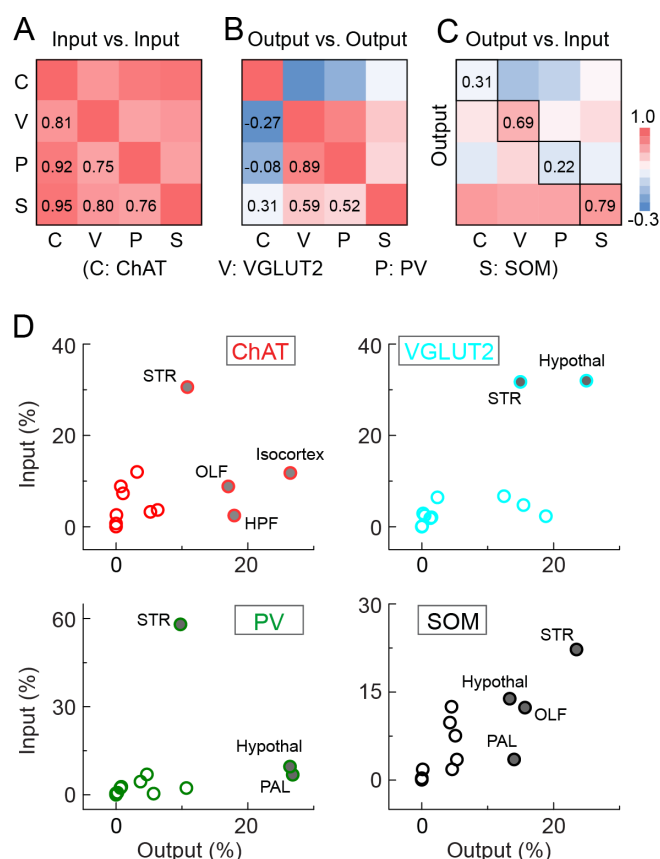 A Input vs. Input
B Output vs. Output
C Output vs. Input
C
V 0.81
P 0.92 0.75
S 0.95 0.80 0.76
C V P S
-0.27
-0.08 0.89
0.31 0.59 0.52
C V P S
Output
0.31
0.69
0.22
0.79
C V P S
1.0
-0.3
(C: ChAT V: VGLUT2 P: PV S: SOM)
D
ChAT
Input (%)
40
20
0
0 20
STR
OLF
Isocortex
HPF
VGLUT2
40
20
0
0 20
STR
Hypothal
PV
Input (%)
60
30
0
0 20
Output (%)
STR
Hypothal
PAL
SOM
30
15
0
0 20
Output (%)
STR
Hypothal
OLF
PAL